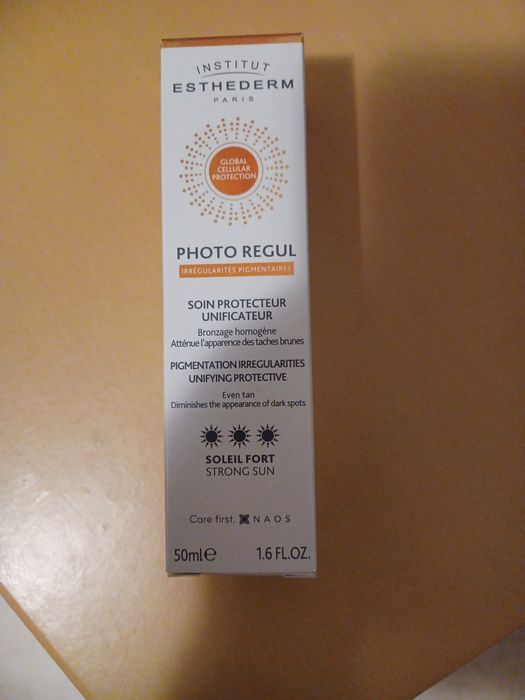 INSTITUT
ESTHEDERM
PARIS
GLOBAL
CELLULAR
PROTECTION
PHOTO REGUL
IRRÉGULARITÉS PIGMENTAIRES
SOIN PROTECTEUR
UNIFICATEUR
Bronzage homogène
Atténue l'apparence des taches brunes
PIGMENTATION IRREGULARITIES
UNIFYING PROTECTIVE
Even tan
Diminishes the appearance of dark spots
SOLEIL FORT
STRONG SUN
Care first. NAOS
50ml℮ 1.6 FL.OZ.